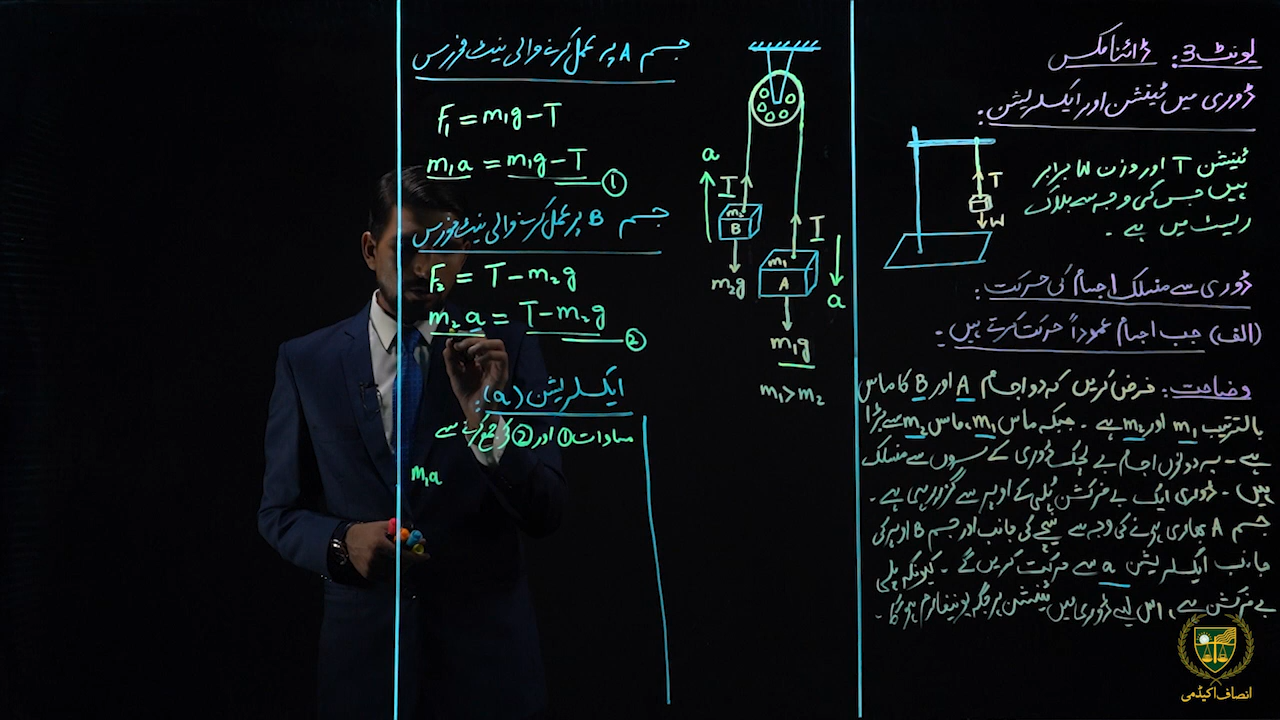 یونٹ 3: ڈائنامکس
ڈوری میں ٹینشن اور ایکسلریشن:
ٹینشن T اور وزن W برابر
ہیں جس کی وجہ سے بلاک
ریسٹ میں ہے۔
T
W
ڈوری سے منسلک اجسام کی حرکت:
(الف) جب اجسام عموداً حرکت کرتے ہیں:
وضاحت: فرض کریں کہ دو اجسام A اور B کا ماس
بالترتیب m₁ اور m₂ ہے۔ جبکہ ماس m₁، ماس m₂ سے بڑا
ہے۔ یہ دونوں اجسام بے لچک ڈوری کے سروں سے منسلک
ہیں۔ ڈوری ایک بے فرکشن پُلی کے اوپر سے گزر رہی ہے۔
جسم A بھاری ہونے کی وجہ سے نیچے کی جانب اور جسم B اوپر کی
جانب ایکسلریشن a سے حرکت کریں گے۔ کیونکہ پُلی
بے فرکشن ہے، اس لیے ڈوری میں ٹینشن ہر جگہ یونیفارم ہو گا۔
a
T
m₂
B
m₂g
T
m₁
A
a
m₁g
m₁>m₂
جسم A پر عمل کرنے والی نیٹ فورس
F₁ = m₁g – T
m₁a = m₁g – T ①
جسم B پر عمل کرنے والی نیٹ فورس
F₂ = T – m₂g
m₂a = T – m₂g ②
ایکسلریشن (a):
مساوات ① اور ② کو جمع کرنے سے
m₁a
انصاف اکیڈمی